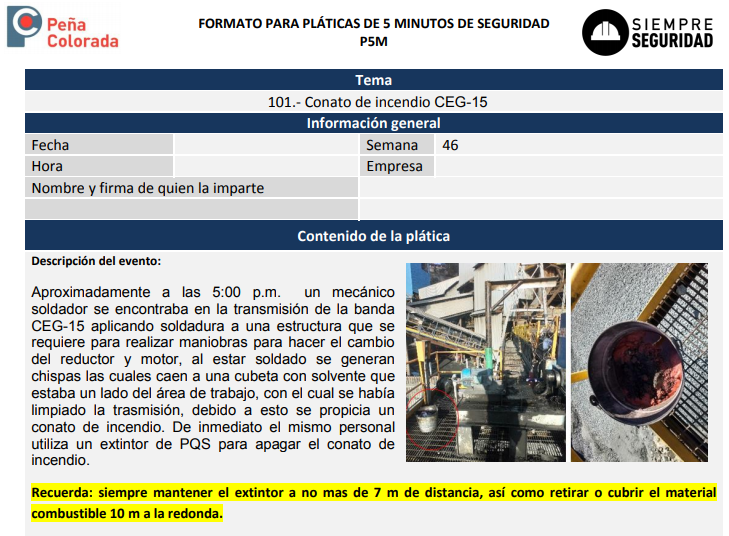 Peña
Colorada
FORMATO PARA PLÁTICAS DE 5 MINUTOS DE SEGURIDAD
P5M
SIEMPRE
SEGURIDAD
Tema
101.- Conato de incendio CEG-15
Información general
Fecha
Semana 46
Hora
Empresa
Nombre y firma de quien la imparte
Contenido de la plática
Descripción del evento:
Aproximadamente a las 5:00 p.m. un mecánico
soldador se encontraba en la transmisión de la banda
CEG-15 aplicando soldadura a una estructura que se
requiere para realizar maniobras para hacer el cambio
del reductor y motor, al estar soldado se generan
chispas las cuales caen a una cubeta con solvente que
estaba un lado del área de trabajo, con el cual se había
limpiado la trasmisión, debido a esto se propicia un
conato de incendio. De inmediato el mismo personal
utiliza un extintor de PQS para apagar el conato de
incendio.
Recuerda: siempre mantener el extintor a no mas de 7 m de distancia, así como retirar o cubrir el material
combustible 10 m a la redonda.